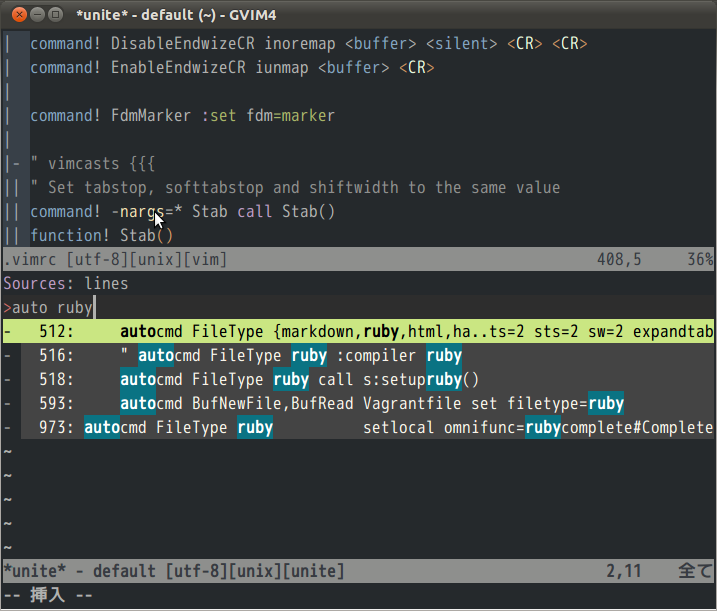 *unite* - default (~) - GVIM4
|   command! DisableEndwizeCR inoremap <buffer> <silent> <CR> <CR>
|   command! EnableEndwizeCR iunmap <buffer> <CR>
|
|   command! FdmMarker :set fdm=marker
|
|-  " vimcasts {{{
||  " Set tabstop, softtabstop and shiftwidth to the same value
||  command! -nargs=* Stab call Stab()
||  function! Stab()
.vimrc [utf-8][unix][vim] 408,5 36%
Sources: lines
>auto ruby
-   512:     autocmd FileType {markdown,ruby,html,ha..ts=2 sts=2 sw=2 expandtab
-   516:     " autocmd FileType ruby :compiler ruby
-   518:     autocmd FileType ruby call s:setupruby()
-   593:     autocmd BufNewFile,BufRead Vagrantfile set filetype=ruby
-   973: autocmd FileType ruby          setlocal omnifunc=rubycomplete#Complete
~
~
~
~
~
*unite* - default [utf-8][unix][unite] 2,11 全て
-- 挿入 --